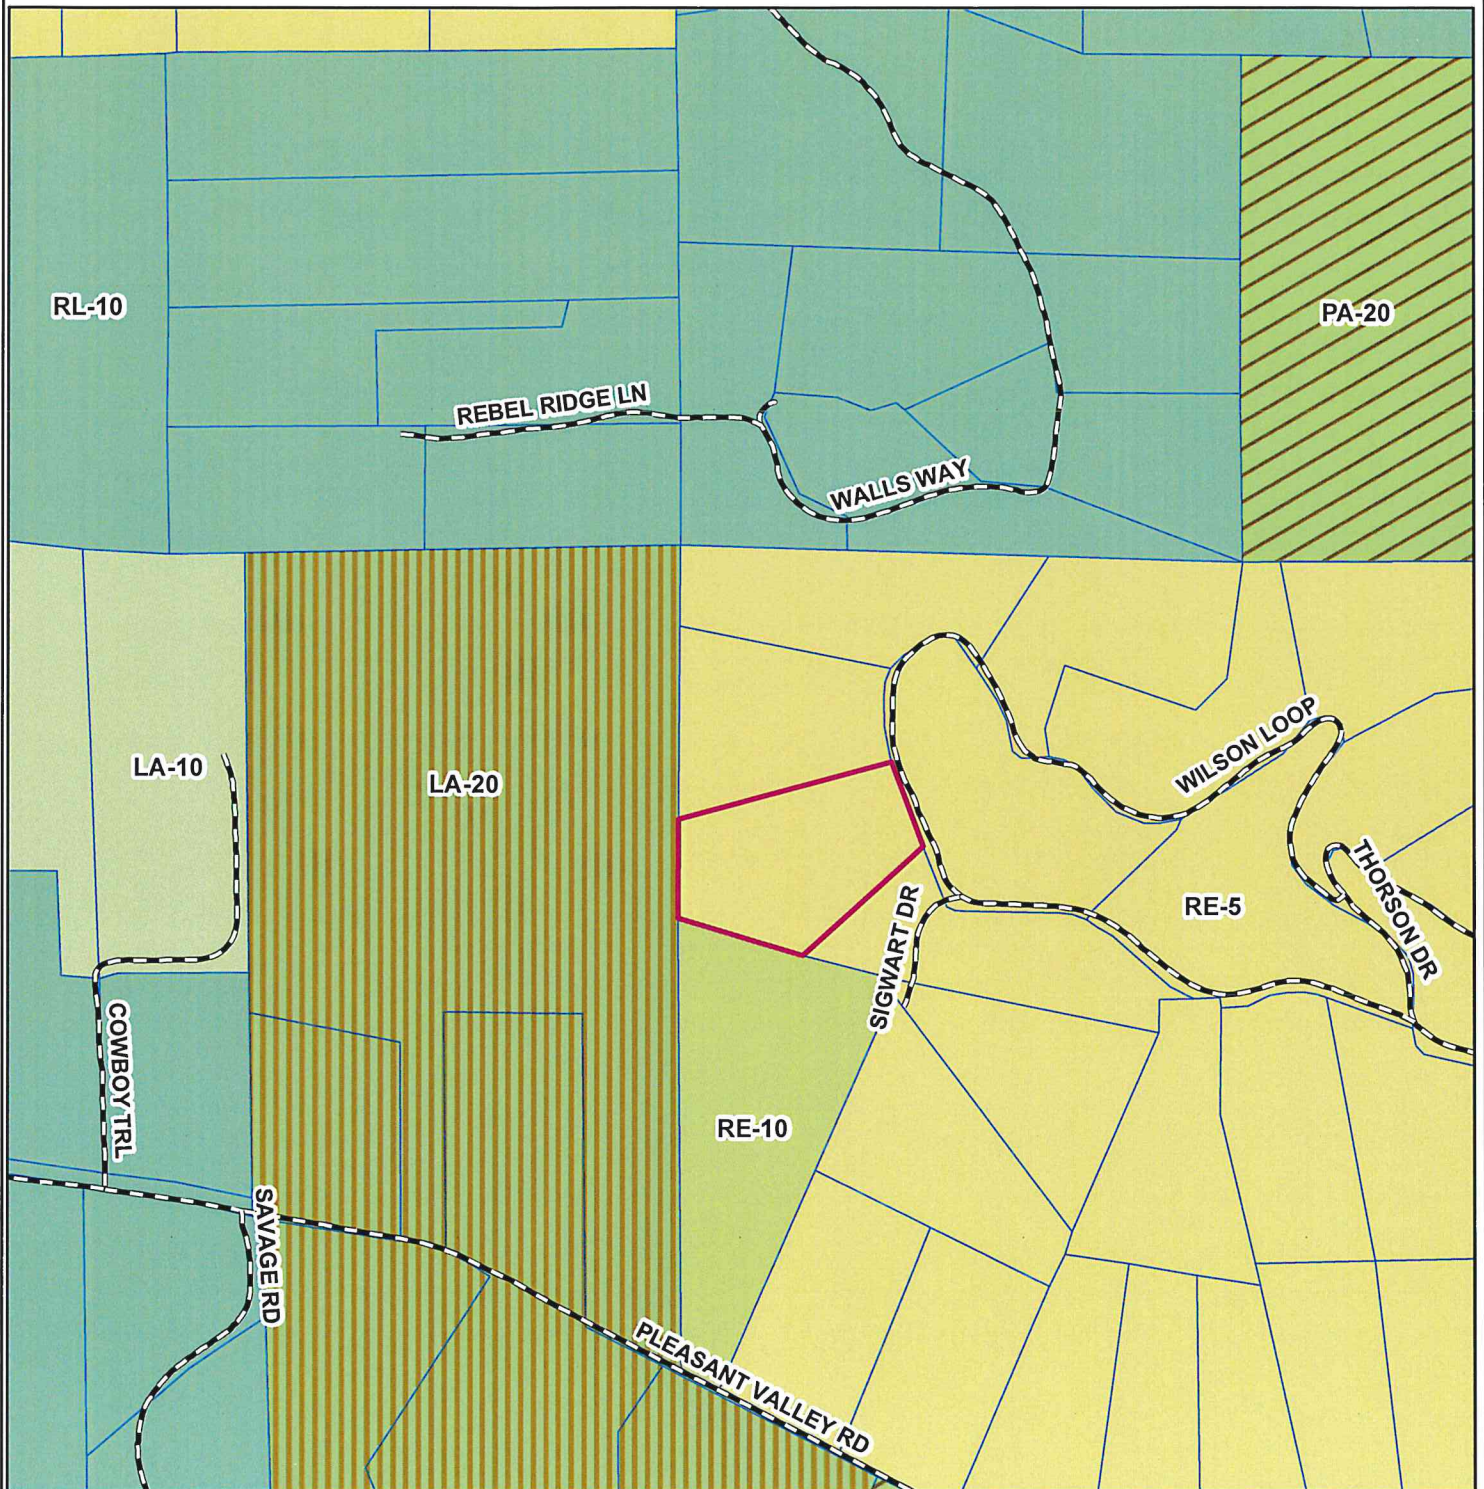 RL-10
PA-20
REBEL RIDGE LN
WALLS WAY
WILSON LOOP
LA-10
LA-20
THORSON DR
RE-5
SIGWART DR
COWBOY TRL
RE-10
SAVAGE RD
PLEASANT VALLEY RD